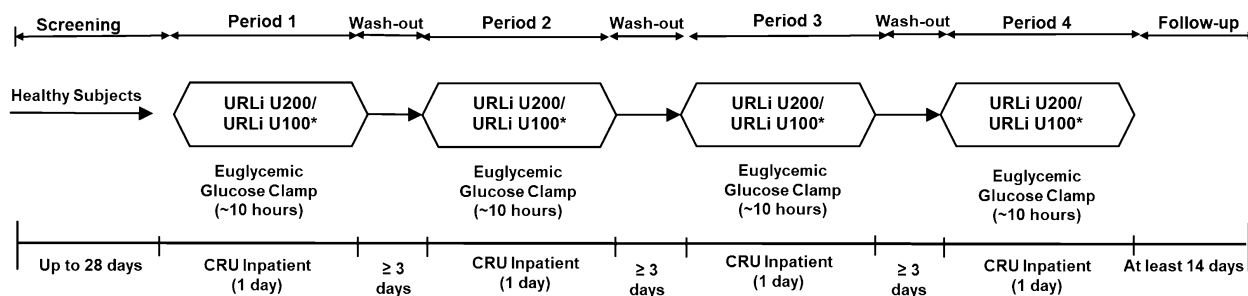 Screening
Period 1
Wash-out
Period 2
Wash-out
Period 3
Wash-out
Period 4
Follow-up
Healthy Subjects
URLi U200/
URLi U100*
URLi U200/
URLi U100*
URLi U200/
URLi U100*
URLi U200/
URLi U100*
Euglycemic
Glucose Clamp
(~10 hours)
Euglycemic
Glucose Clamp
(~10 hours)
Euglycemic
Glucose Clamp
(~10 hours)
Euglycemic
Glucose Clamp
(~10 hours)
Up to 28 days
CRU Inpatient
(1 day)
≥ 3
days
CRU Inpatient
(1 day)
≥ 3
days
CRU Inpatient
(1 day)
≥ 3
days
CRU Inpatient
(1 day)
At least 14 days